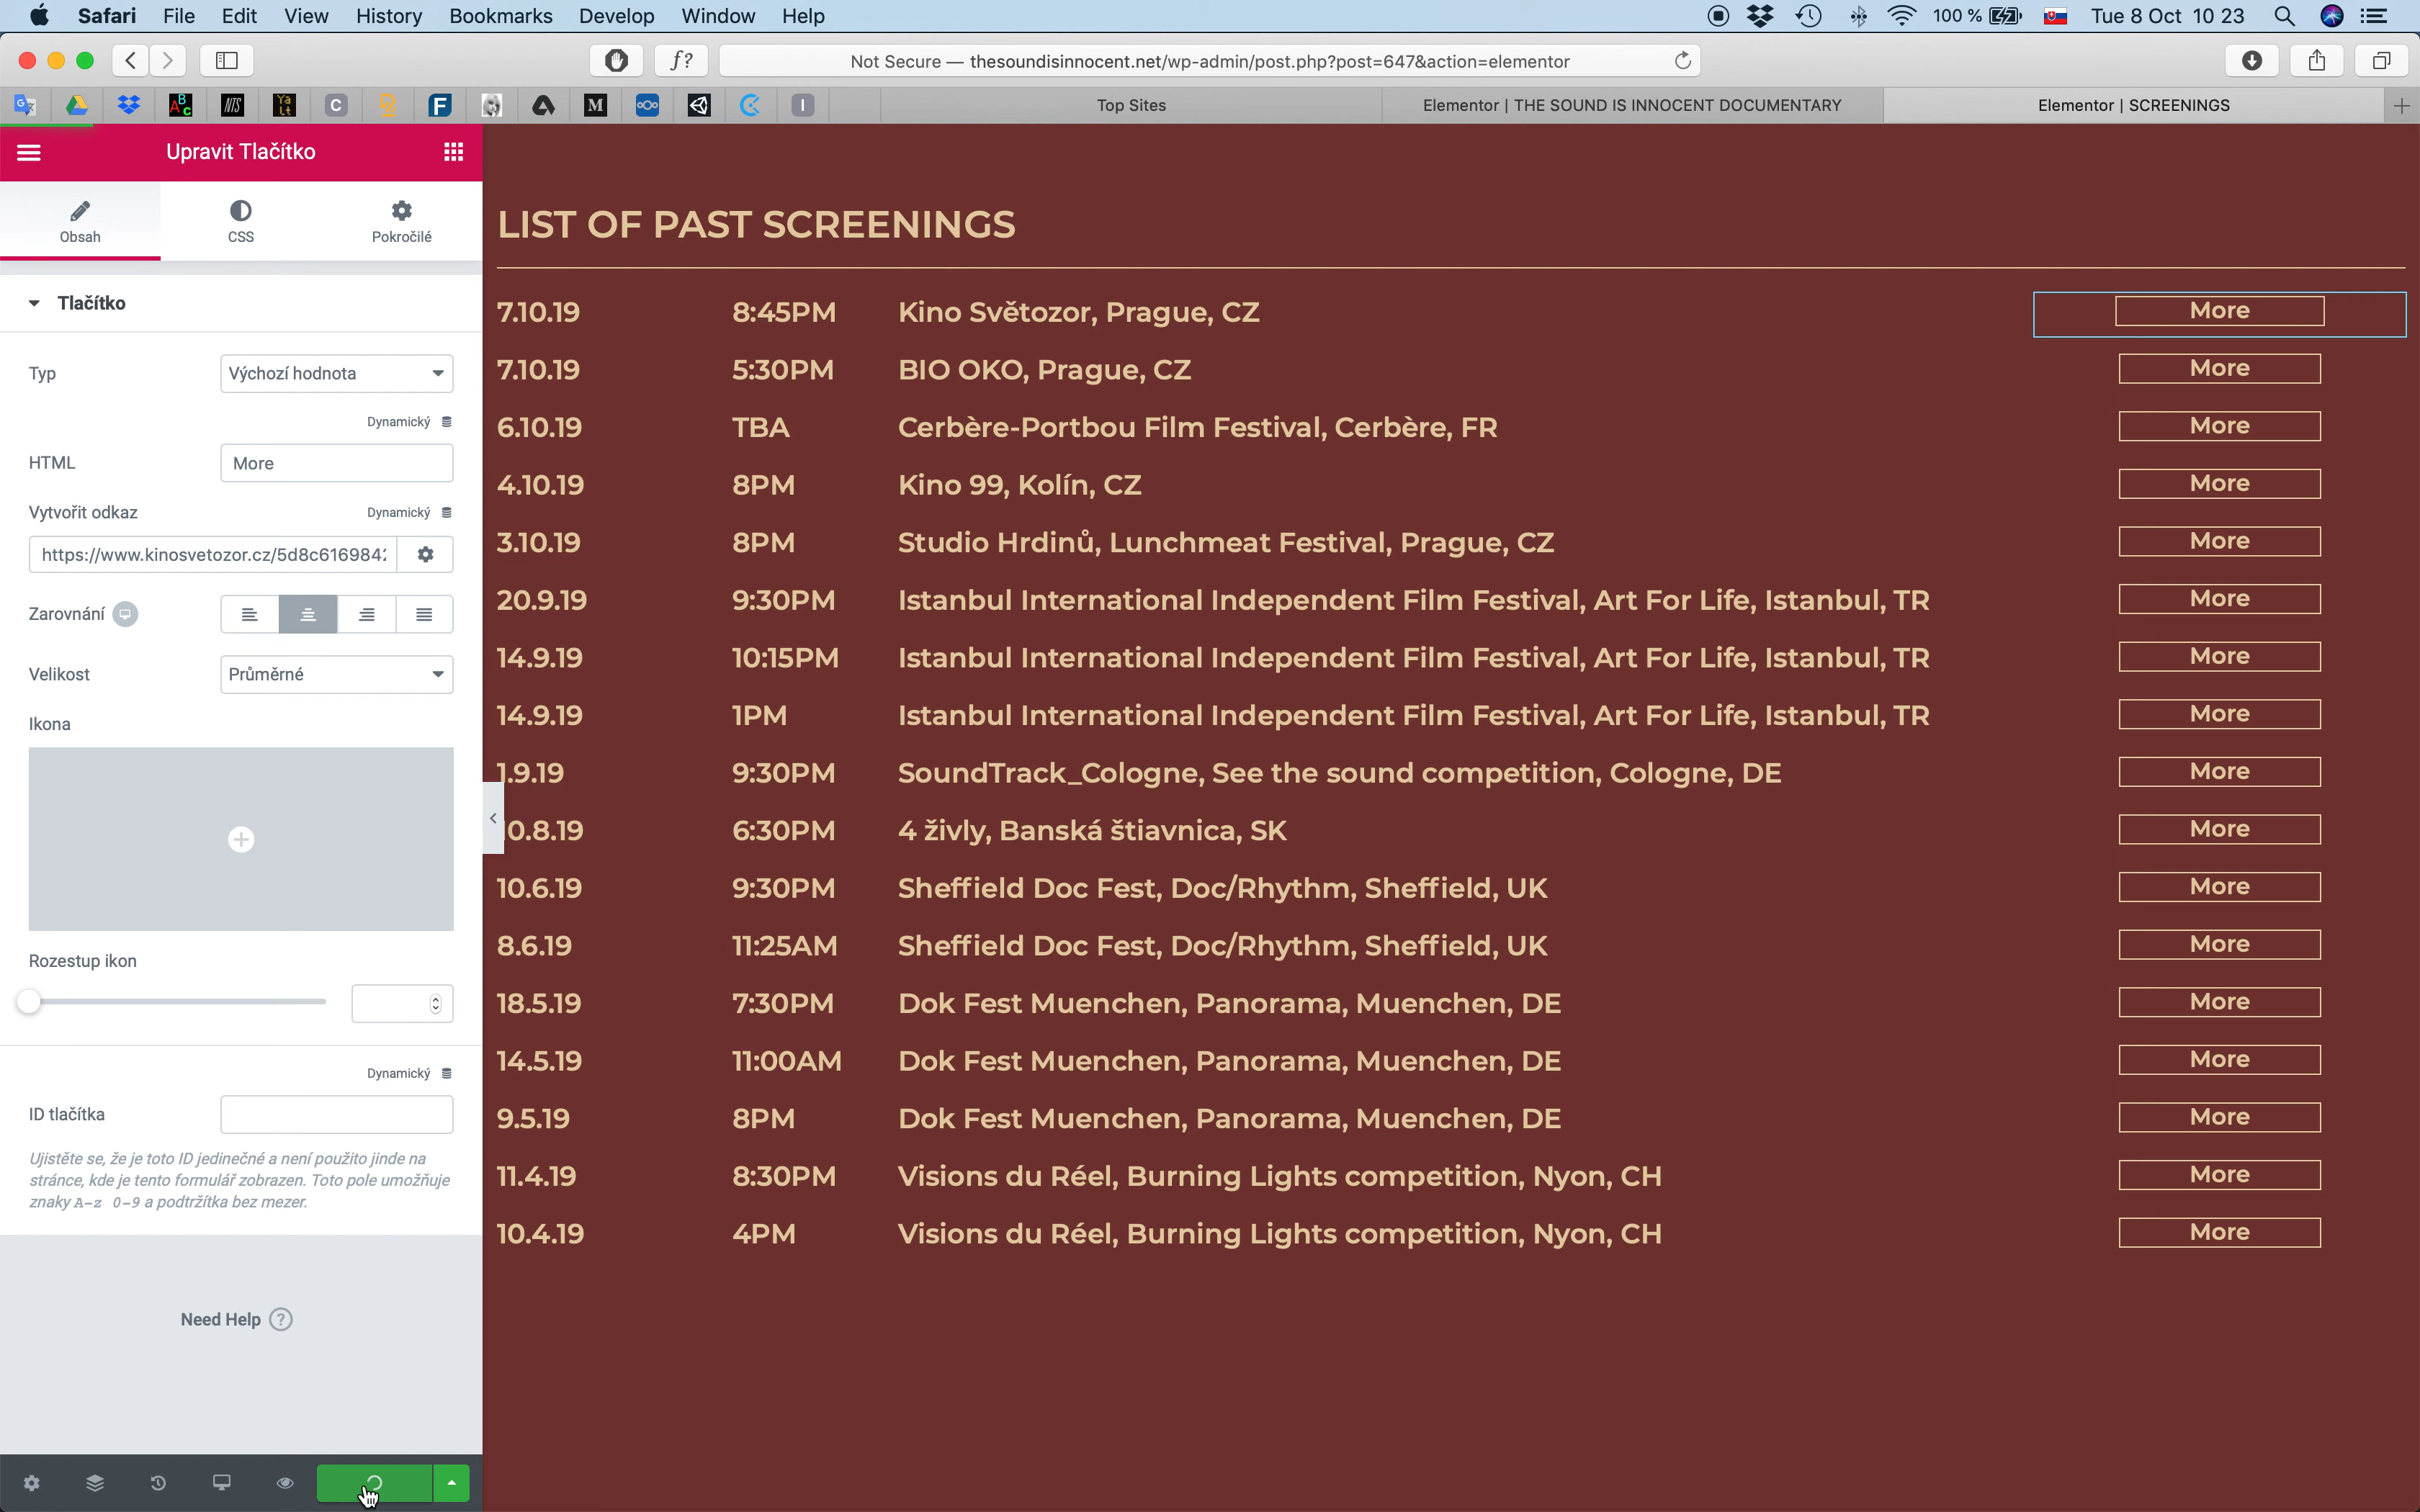 Safari File Edit View History Bookmarks Develop Window Help 100 % Tue 8 Oct 10 23
f? Not Secure — thesoundisinnocent.net/wp-admin/post.php?post=647&action=elementor
ABC NTS Yalt C F M I Top Sites Elementor | THE SOUND IS INNOCENT DOCUMENTARY Elementor | SCREENINGS
Upravit Tlačítko
Obsah CSS Pokročilé
Tlačítko
Typ Výchozí hodnota
Dynamický
HTML More
Vytvořit odkaz Dynamický
https://www.kinosvetozor.cz/5d8c616984
Zarovnání
Velikost Průměrné
Ikona
Rozestup ikon
Dynamický
ID tlačítka
Ujistěte se, že je toto ID jedinečné a není použito jinde na
stránce, kde je tento formulář zobrazen. Toto pole umožňuje
znaky A–z 0–9 a podtržítka bez mezer.
Need Help ?
LIST OF PAST SCREENINGS
7.10.19 8:45PM Kino Světozor, Prague, CZ More
7.10.19 5:30PM BIO OKO, Prague, CZ More
6.10.19 TBA Cerbère-Portbou Film Festival, Cerbère, FR More
4.10.19 8PM Kino 99, Kolín, CZ More
3.10.19 8PM Studio Hrdinů, Lunchmeat Festival, Prague, CZ More
20.9.19 9:30PM Istanbul International Independent Film Festival, Art For Life, Istanbul, TR More
14.9.19 10:15PM Istanbul International Independent Film Festival, Art For Life, Istanbul, TR More
14.9.19 1PM Istanbul International Independent Film Festival, Art For Life, Istanbul, TR More
1.9.19 9:30PM SoundTrack_Cologne, See the sound competition, Cologne, DE More
0.8.19 6:30PM 4 živly, Banská štiavnica, SK More
10.6.19 9:30PM Sheffield Doc Fest, Doc/Rhythm, Sheffield, UK More
8.6.19 11:25AM Sheffield Doc Fest, Doc/Rhythm, Sheffield, UK More
18.5.19 7:30PM Dok Fest Muenchen, Panorama, Muenchen, DE More
14.5.19 11:00AM Dok Fest Muenchen, Panorama, Muenchen, DE More
9.5.19 8PM Dok Fest Muenchen, Panorama, Muenchen, DE More
11.4.19 8:30PM Visions du Réel, Burning Lights competition, Nyon, CH More
10.4.19 4PM Visions du Réel, Burning Lights competition, Nyon, CH More